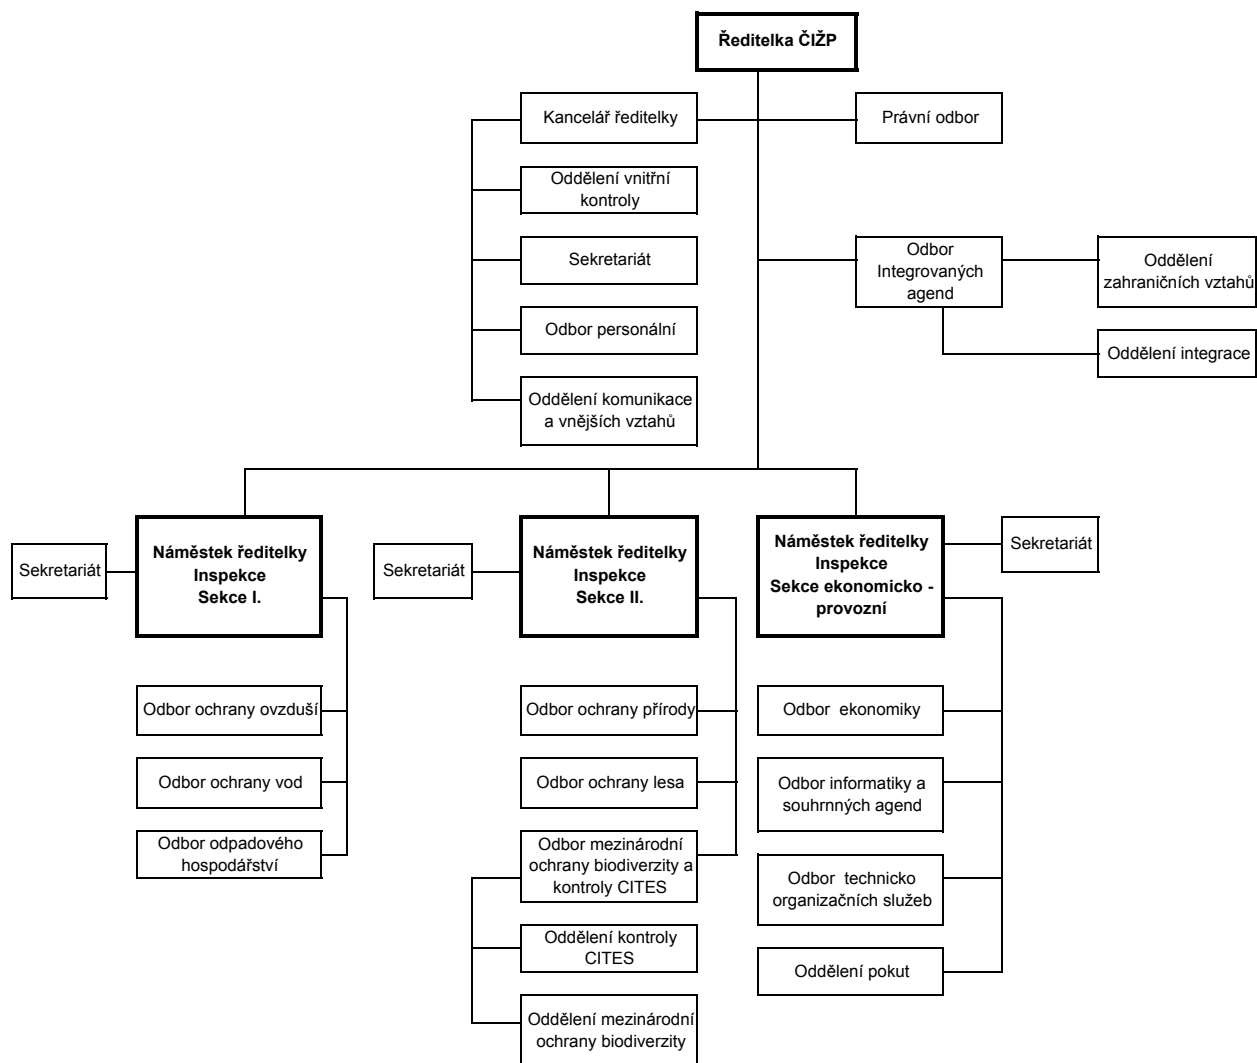 Ředitelka ČIŽP
Kancelář ředitelky
Právní odbor
Oddělení vnitřní
kontroly
Sekretariát
Odbor
Integrovaných
agend
Oddělení
zahraničních vztahů
Odbor personální
Oddělení integrace
Oddělení komunikace
a vnějších vztahů
Sekretariát
Náměstek ředitelky
Inspekce
Sekce I.
Sekretariát
Náměstek ředitelky
Inspekce
Sekce II.
Náměstek ředitelky
Inspekce
Sekce ekonomicko -
provozní
Sekretariát
Odbor ochrany ovzduší
Odbor ochrany přírody
Odbor ekonomiky
Odbor ochrany vod
Odbor ochrany lesa
Odbor informatiky a
souhrnných agend
Odbor odpadového
hospodářství
Odbor mezinárodní
ochrany biodiverzity a
kontroly CITES
Odbor technicko
organizačních služeb
Oddělení kontroly
CITES
Oddělení pokut
Oddělení mezinárodní
ochrany biodiverzity